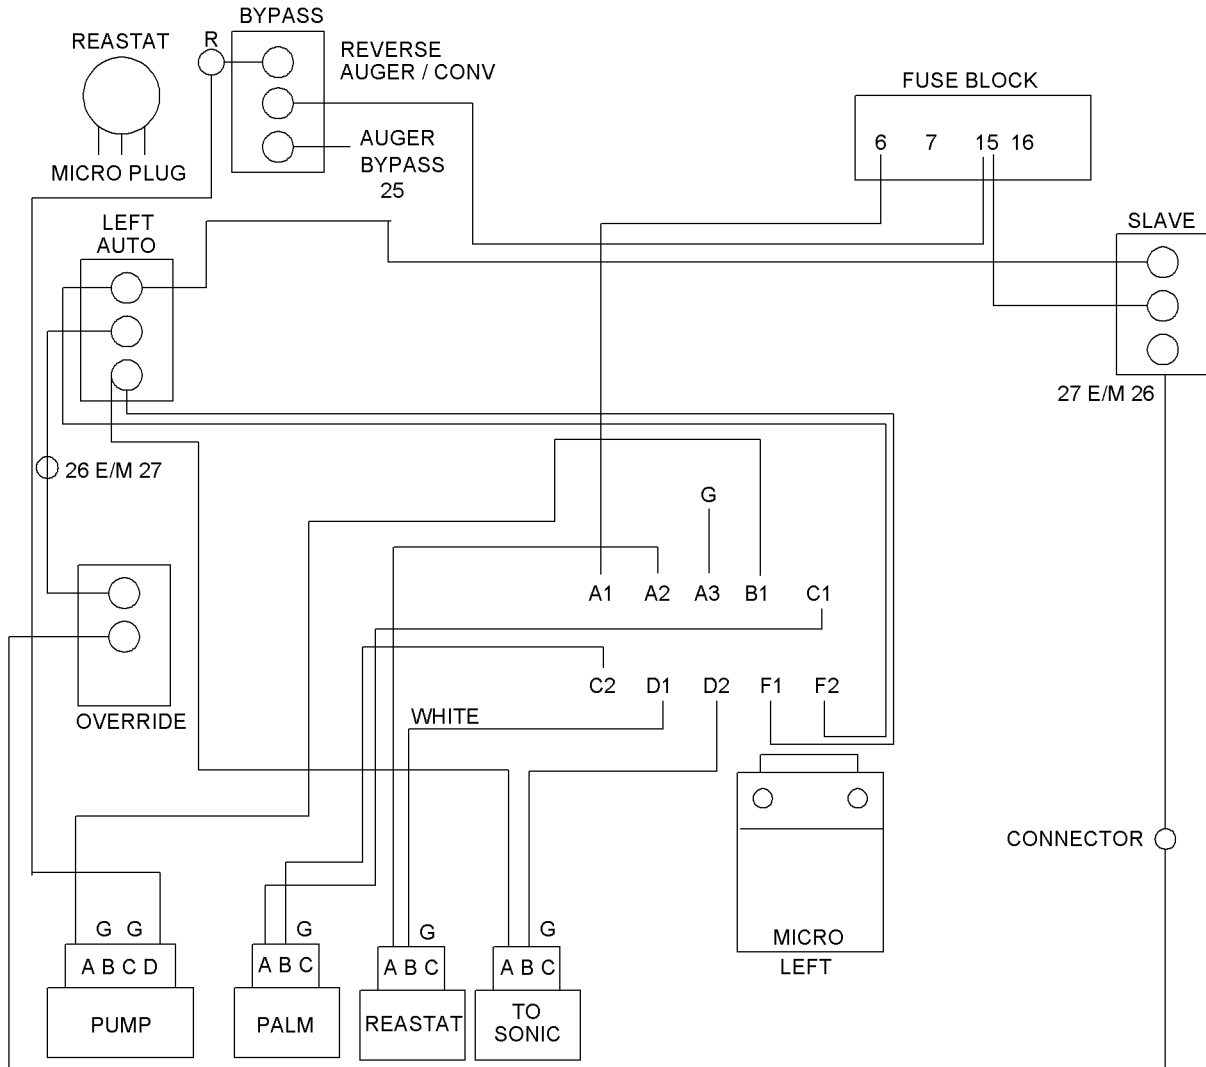 BYPASS
REASTAT
R
REVERSE
AUGER / CONV
FUSE BLOCK
6 7 15 16
AUGER
BYPASS
25
MICRO PLUG
LEFT
AUTO
SLAVE
27 E/M 26
26 E/M 27
G
A1 A2 A3 B1 C1
C2 D1 D2 F1 F2
WHITE
OVERRIDE
CONNECTOR
MICRO
LEFT
G G
A B C D
PUMP
G
A B C
PALM
G
A B C
REASTAT
G
A B C
TO
SONIC